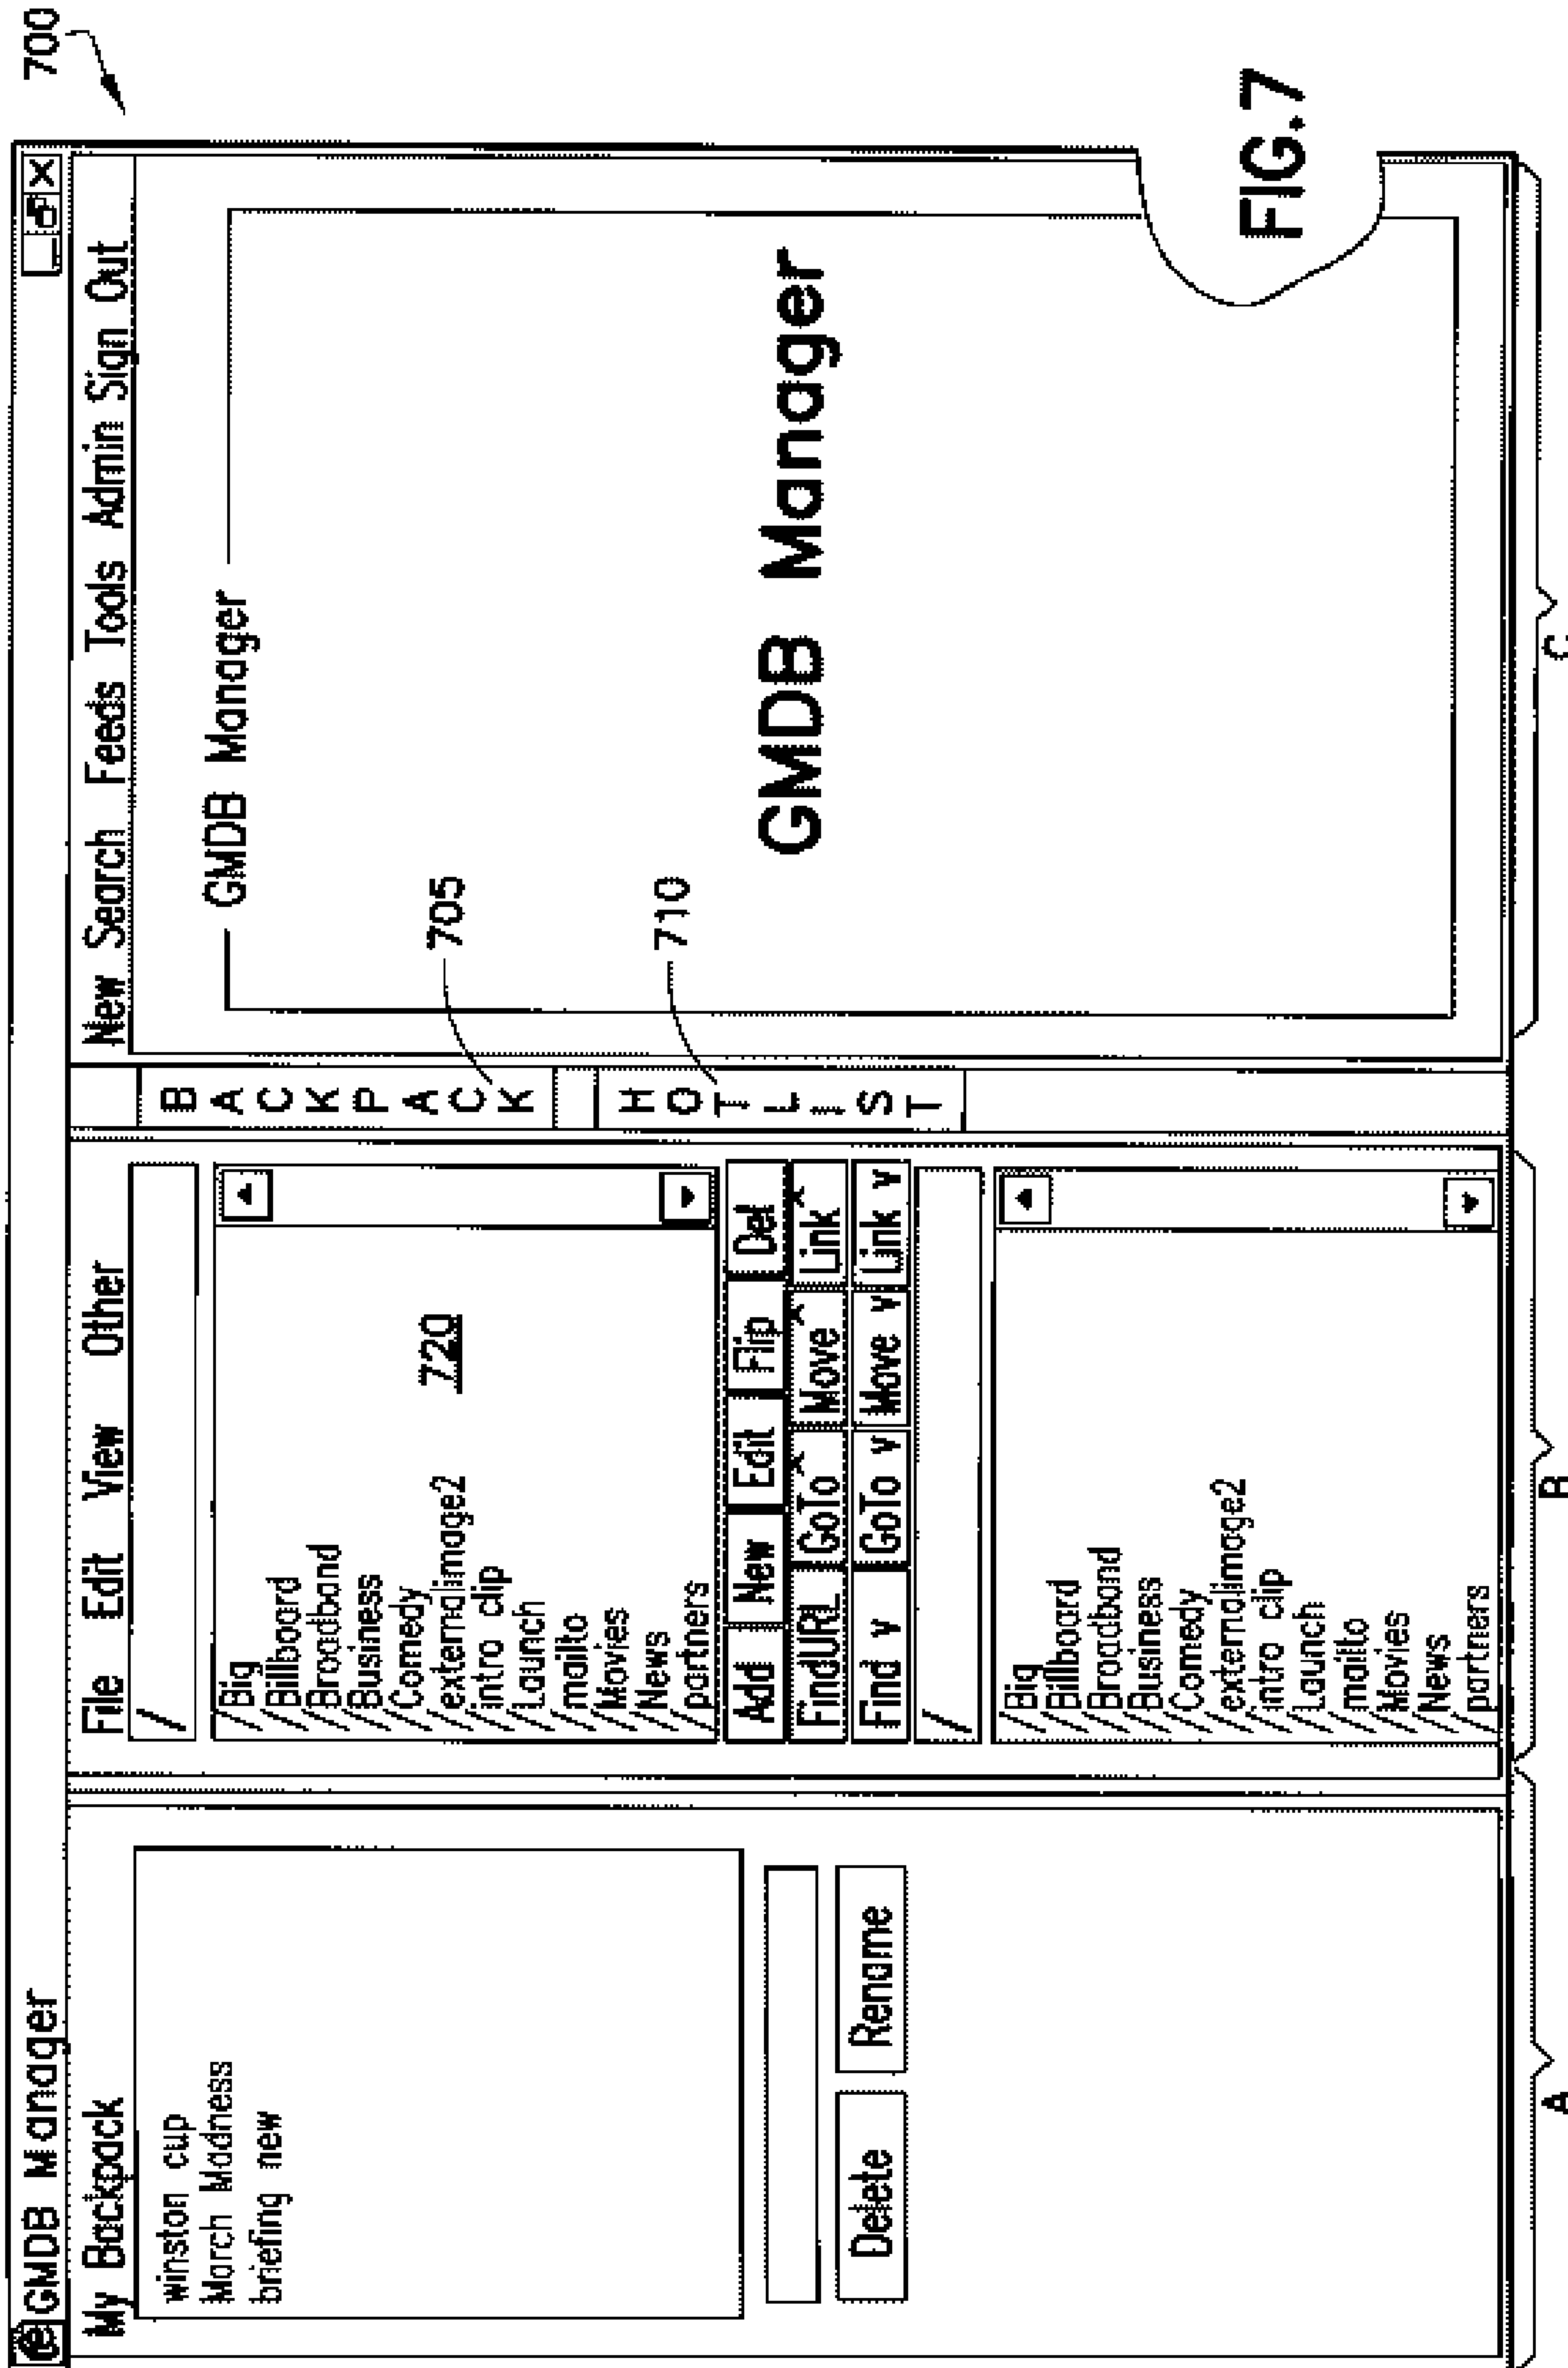 700
GMDB Manager
My Backpack
winston cup
March Madness
briefing new
Delete Rename
File Edit View Other
/
/Big
/Billboard
/Broadband
/Business
/Comedy
/externalimage2
/intro clip
/Launch
/mailto
/Movies
/News
/partners
720
Add New Edit Flip Del
FindURL GoTo ^ Move ^ Link ^
Find v GoTo v Move v Link v
/
/Big
/Billboard
/Broadband
/Business
/Comedy
/externalimage2
/intro clip
/Launch
/mailto
/Movies
/News
/partners
BACKPACK
705
HOTLIST
710
New Search Feeds Tools Admin Sign Out
GMDB Manager
GMDB Manager
A
B
C
FIG.7